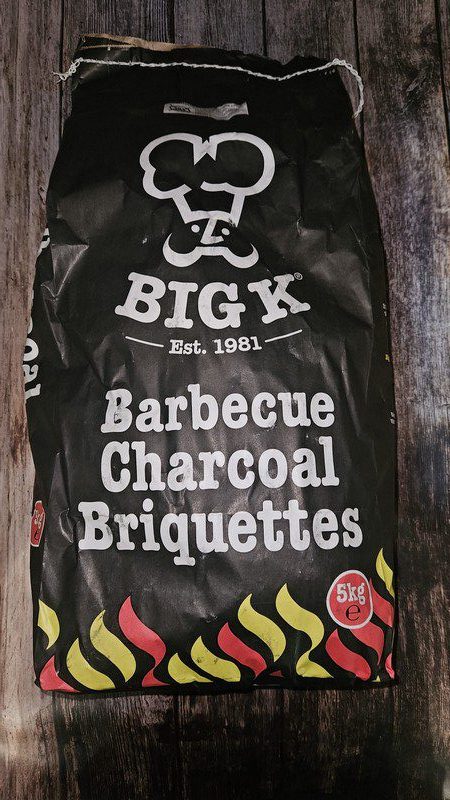 BIG K®
Est. 1981
Barbecue
Charcoal
Briquettes
5kg
e